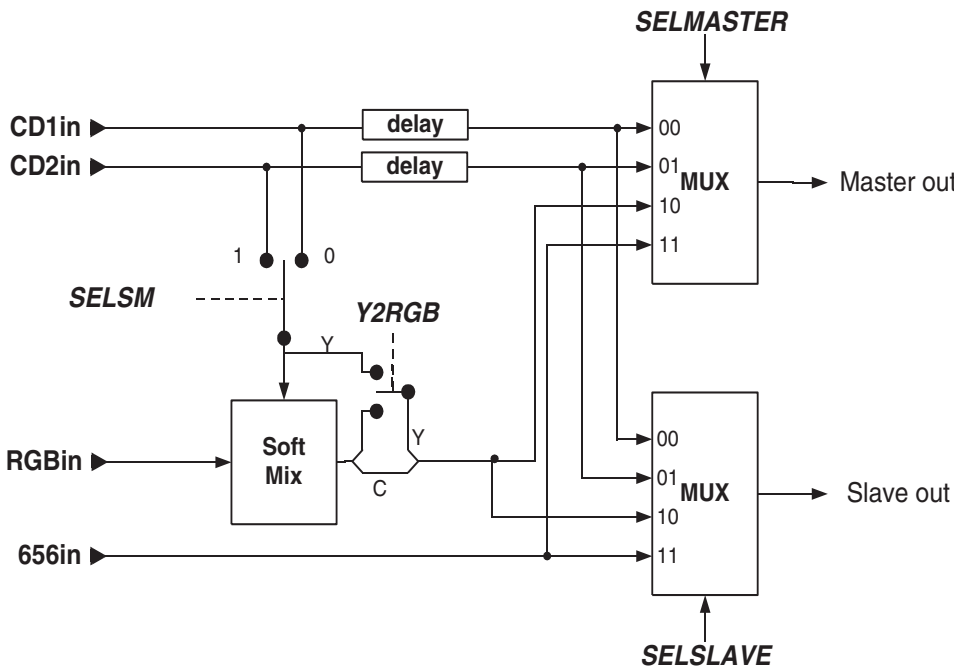 SELMASTER
CD1in
delay
00
CD2in
delay
01
MUX
Master out
10
11
1
0
SELSM
Y2RGB
Y
RGBin
Soft
Mix
Y
C
00
01
MUX
Slave out
10
656in
11
SELSLAVE